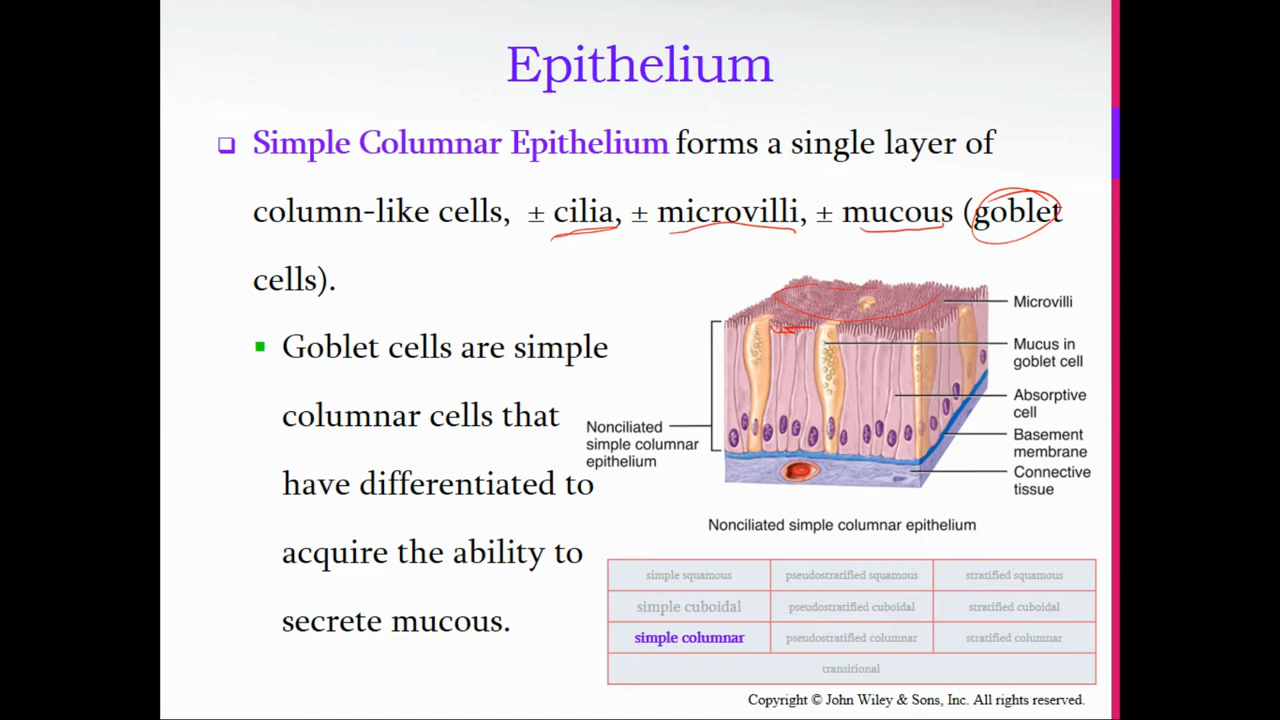 Epithelium
❑ Simple Columnar Epithelium forms a single layer of
column-like cells, ± cilia, ± microvilli, ± mucous (goblet
cells).
▪ Goblet cells are simple
columnar cells that
have differentiated to
acquire the ability to
secrete mucous.
Nonciliated
simple columnar
epithelium
Microvilli
Mucus in
goblet cell
Absorptive
cell
Basement
membrane
Connective
tissue
Nonciliated simple columnar epithelium
simple squamous pseudostratified squamous stratified squamous
simple cuboidal pseudostratified cuboidal stratified cuboidal
simple columnar pseudostratified columnar stratified columnar
transitional
Copyright © John Wiley & Sons, Inc. All rights reserved.